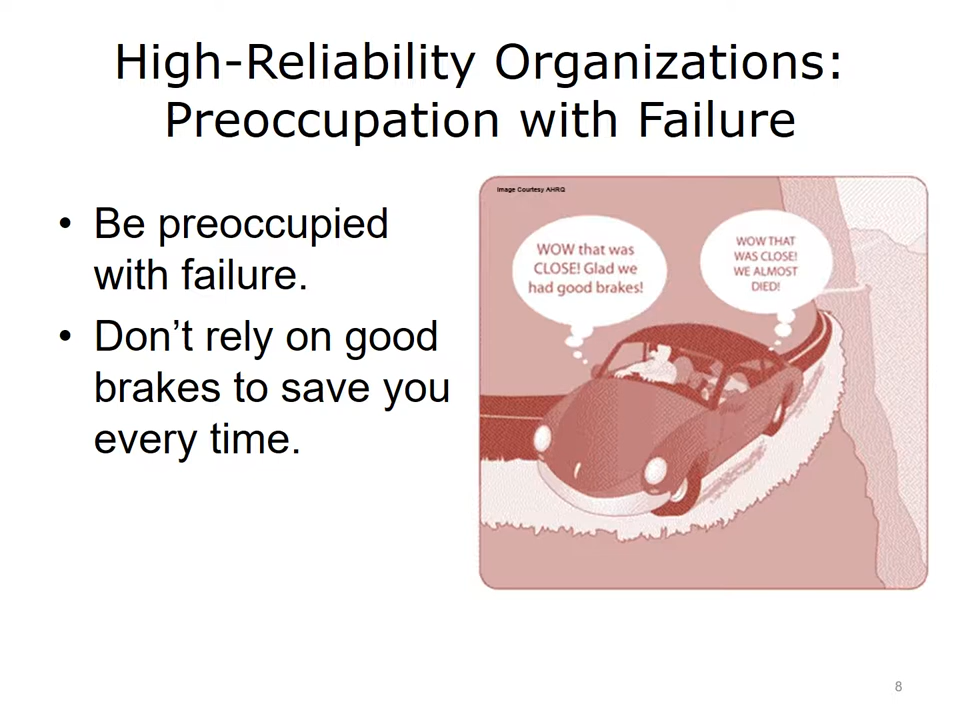 High-Reliability Organizations:
Preoccupation with Failure
• Be preoccupied
with failure.
• Don’t rely on good
brakes to save you
every time.
Image Courtesy AHRQ
WOW that was
CLOSE! Glad we
had good brakes!
WOW THAT
WAS CLOSE!
WE ALMOST
DIED!
8